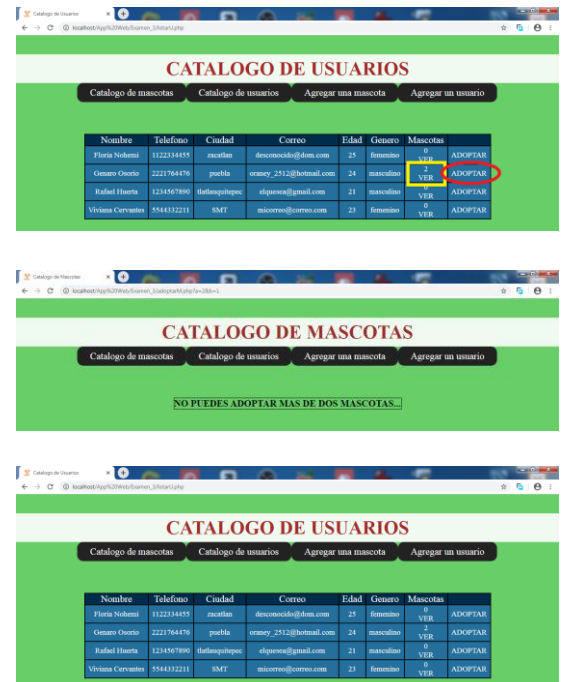 Catalogo de Usuarios
localhost/App%20Web/Examen_3/listarU.php
CATALOGO DE USUARIOS
Catalogo de mascotas Catalogo de usuarios Agregar una mascota Agregar un usuario
Nombre Telefono Ciudad Correo Edad Genero Mascotas
Floria Nohemi 1122334455 zacatlan desconocido@dom.com 25 femenino 0 VER ADOPTAR
Genaro Osorio 2221764476 puebla oraney_2512@hotmail.com 24 masculino 2 VER ADOPTAR
Rafael Huerta 1234567890 tlatlauquitepec elquesea@gmail.com 21 masculino 0 VER ADOPTAR
Viviana Cervantes 5544332211 SMT micorreo@correo.com 23 femenino 0 VER ADOPTAR
Catalogo de Mascotas
localhost/App%20Web/Examen_3/adoptarM.php?a=2&b=1
CATALOGO DE MASCOTAS
Catalogo de mascotas Catalogo de usuarios Agregar una mascota Agregar un usuario
NO PUEDES ADOPTAR MAS DE DOS MASCOTAS...
Catalogo de Usuarios
localhost/App%20Web/Examen_3/listarU.php
CATALOGO DE USUARIOS
Catalogo de mascotas Catalogo de usuarios Agregar una mascota Agregar un usuario
Nombre Telefono Ciudad Correo Edad Genero Mascotas
Floria Nohemi 1122334455 zacatlan desconocido@dom.com 25 femenino 0 VER ADOPTAR
Genaro Osorio 2221764476 puebla oraney_2512@hotmail.com 24 masculino 2 VER ADOPTAR
Rafael Huerta 1234567890 tlatlauquitepec elquesea@gmail.com 21 masculino 0 VER ADOPTAR
Viviana Cervantes 5544332211 SMT micorreo@correo.com 23 femenino 0 VER ADOPTAR